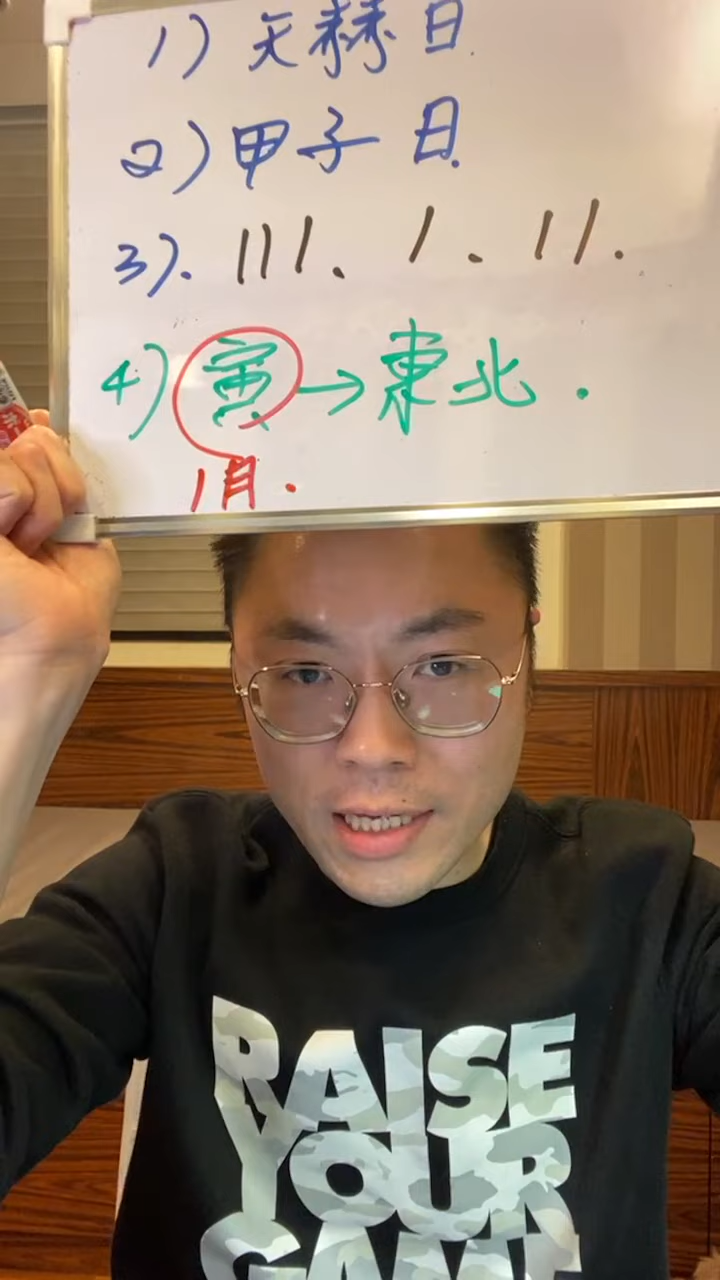 1) 天赦日
2) 甲子日.
3). 111、1、11.
4) 寅→東北.
1月.
RAISE
YOUR
GAME